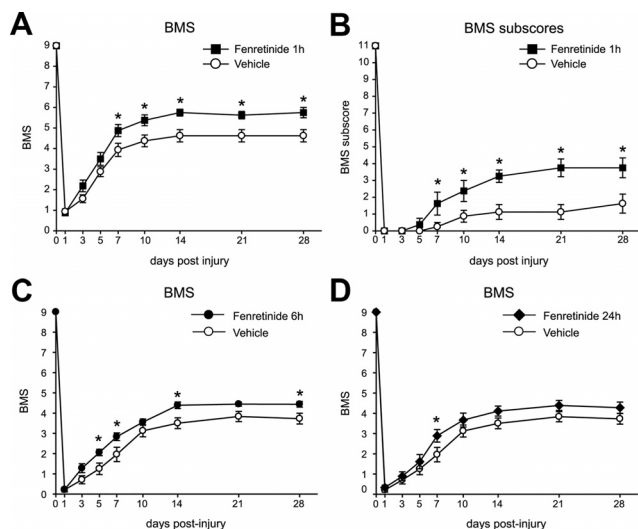 A
BMS
Fenretinide 1h
Vehicle
BMS
9
8
7
6
5
4
3
2
1
0
* * * * *
0 1 3 5 7 10 14 21 28
days post injury
B
BMS subscores
Fenretinide 1h
Vehicle
BMS subscore
11
10
9
8
7
6
5
4
3
2
1
0
* * * * *
0 1 3 5 7 10 14 21 28
days post injury
C
BMS
Fenretinide 6h
Vehicle
BMS
9
8
7
6
5
4
3
2
1
0
* * * *
0 1 3 5 7 10 14 21 28
days post-injury
D
BMS
Fenretinide 24h
Vehicle
BMS
9
8
7
6
5
4
3
2
1
0
*
0 1 3 5 7 10 14 21 28
days post-injury